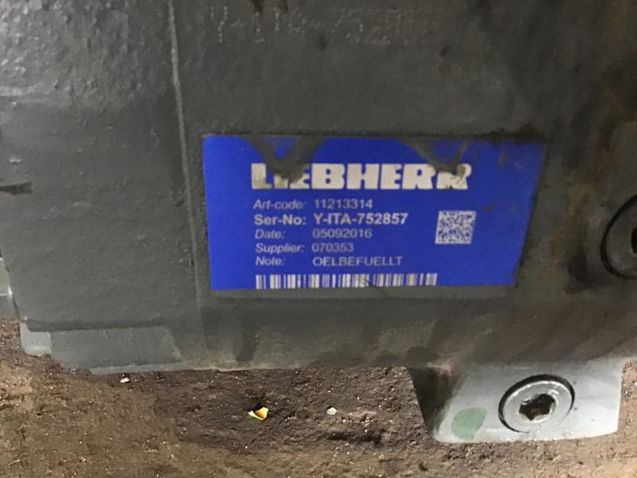 LIEBHERR
Art-code: 11213314
Ser-No: Y-ITA-752857
Date: 05092016
Supplier: 070353
Note: OELBEFUELLT